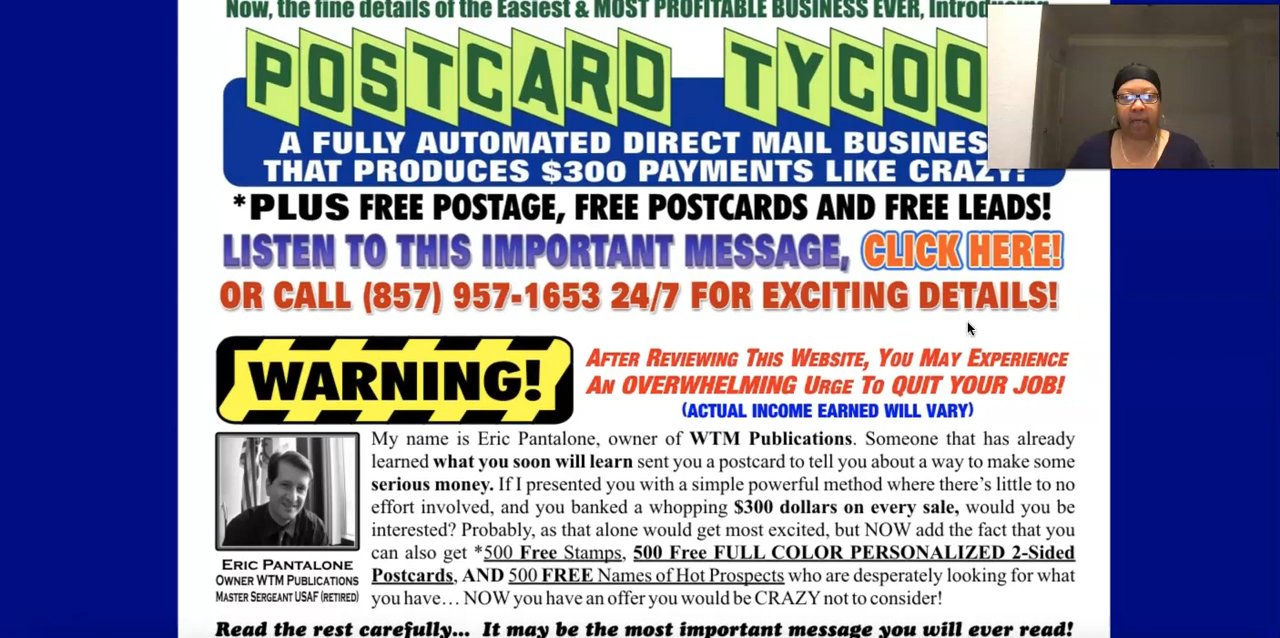 Now, the fine details of the Easiest & MOST PROFITABLE BUSINESS EVER, Introducing
POSTCARD TYCOO
A FULLY AUTOMATED DIRECT MAIL BUSINES
THAT PRODUCES $300 PAYMENTS LIKE CRAZY!
*PLUS FREE POSTAGE, FREE POSTCARDS AND FREE LEADS!
LISTEN TO THIS IMPORTANT MESSAGE, CLICK HERE!
OR CALL (857) 957-1653 24/7 FOR EXCITING DETAILS!
WARNING!
AFTER REVIEWING THIS WEBSITE, YOU MAY EXPERIENCE
AN OVERWHELMING URGE TO QUIT YOUR JOB!
(ACTUAL INCOME EARNED WILL VARY)
My name is Eric Pantalone, owner of WTM Publications. Someone that has already
learned what you soon will learn sent you a postcard to tell you about a way to make some
serious money. If I presented you with a simple powerful method where there's little to no
effort involved, and you banked a whopping $300 dollars on every sale, would you be
interested? Probably, as that alone would get most excited, but NOW add the fact that you
can also get *500 Free Stamps, 500 Free FULL COLOR PERSONALIZED 2-Sided
Postcards, AND 500 FREE Names of Hot Prospects who are desperately looking for what
you have… NOW you have an offer you would be CRAZY not to consider!
ERIC PANTALONE
OWNER WTM PUBLICATIONS
MASTER SERGEANT USAF (RETIRED)
Read the rest carefully... It may be the most important message you will ever read!